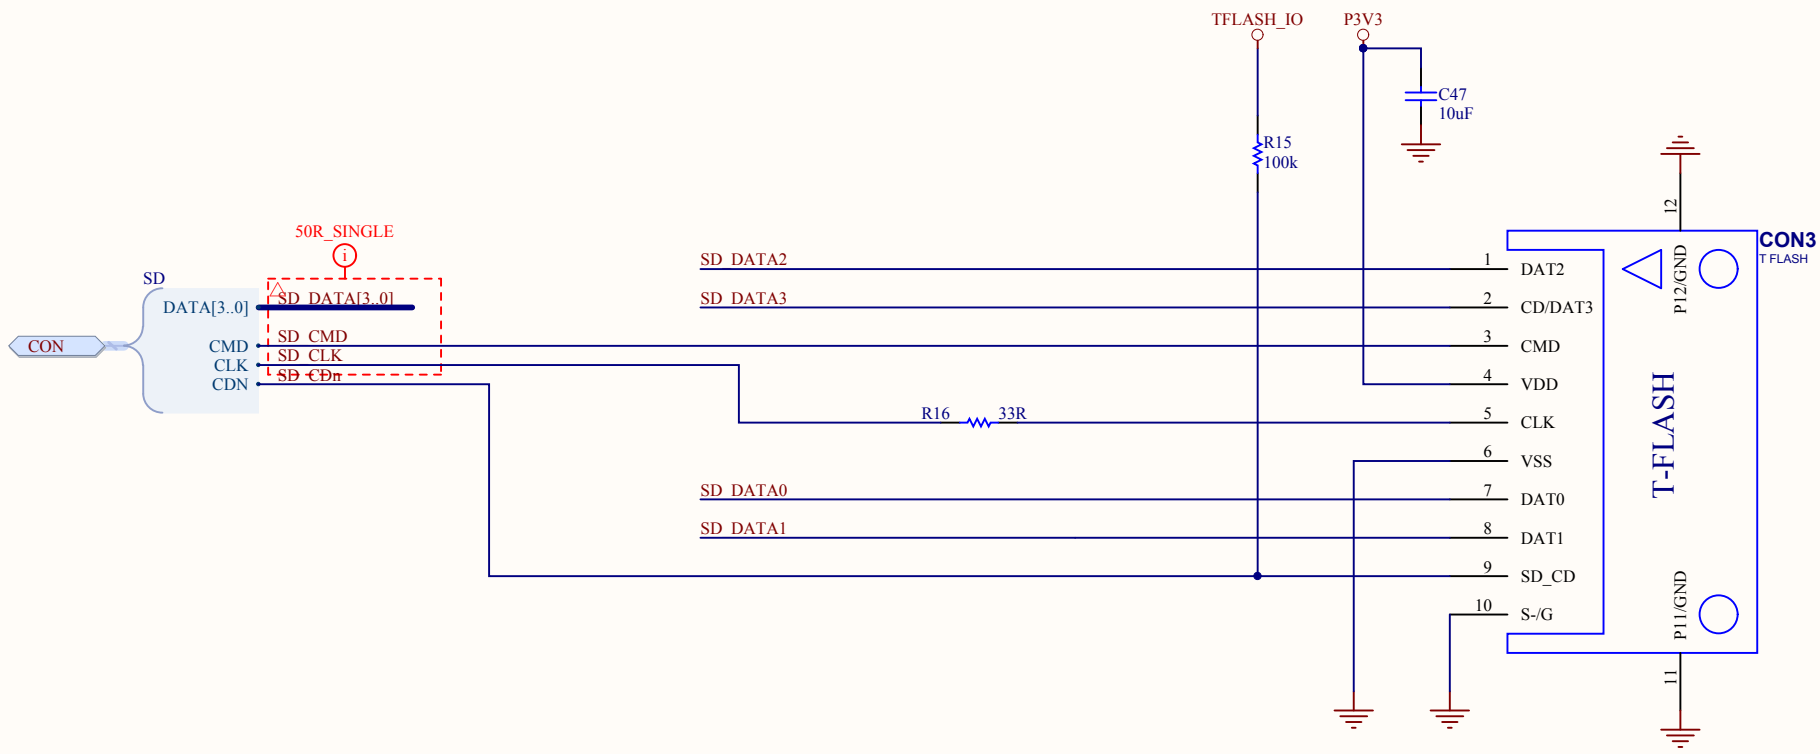 TFLASH_IO
P3V3
C47
10uF
R15
100k
12
50R_SINGLE
i
CON3
T FLASH
SD
SD_DATA[3..0]
DATA[3..0]
SD_DATA2
1
DAT2
P12/GND
SD_DATA3
2
CD/DAT3
CON
CMD
SD_CMD
3
CMD
CLK
SD_CLK
CDN
SD_CDn
4
VDD
R16
33R
5
CLK
T-FLASH
6
VSS
SD_DATA0
7
DAT0
SD_DATA1
8
DAT1
9
SD_CD
10
S-/G
P11/GND
11